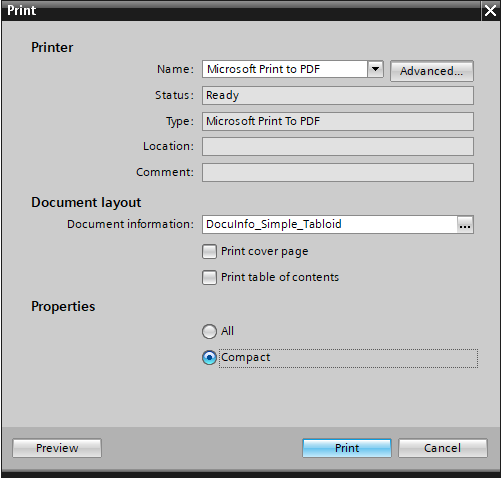 Print
Printer
Name: Microsoft Print to PDF Advanced...
Status: Ready
Type: Microsoft Print To PDF
Location:
Comment:
Document layout
Document information: DocuInfo_Simple_Tabloid ...
Print cover page
Print table of contents
Properties
All
Compact
Preview Print Cancel